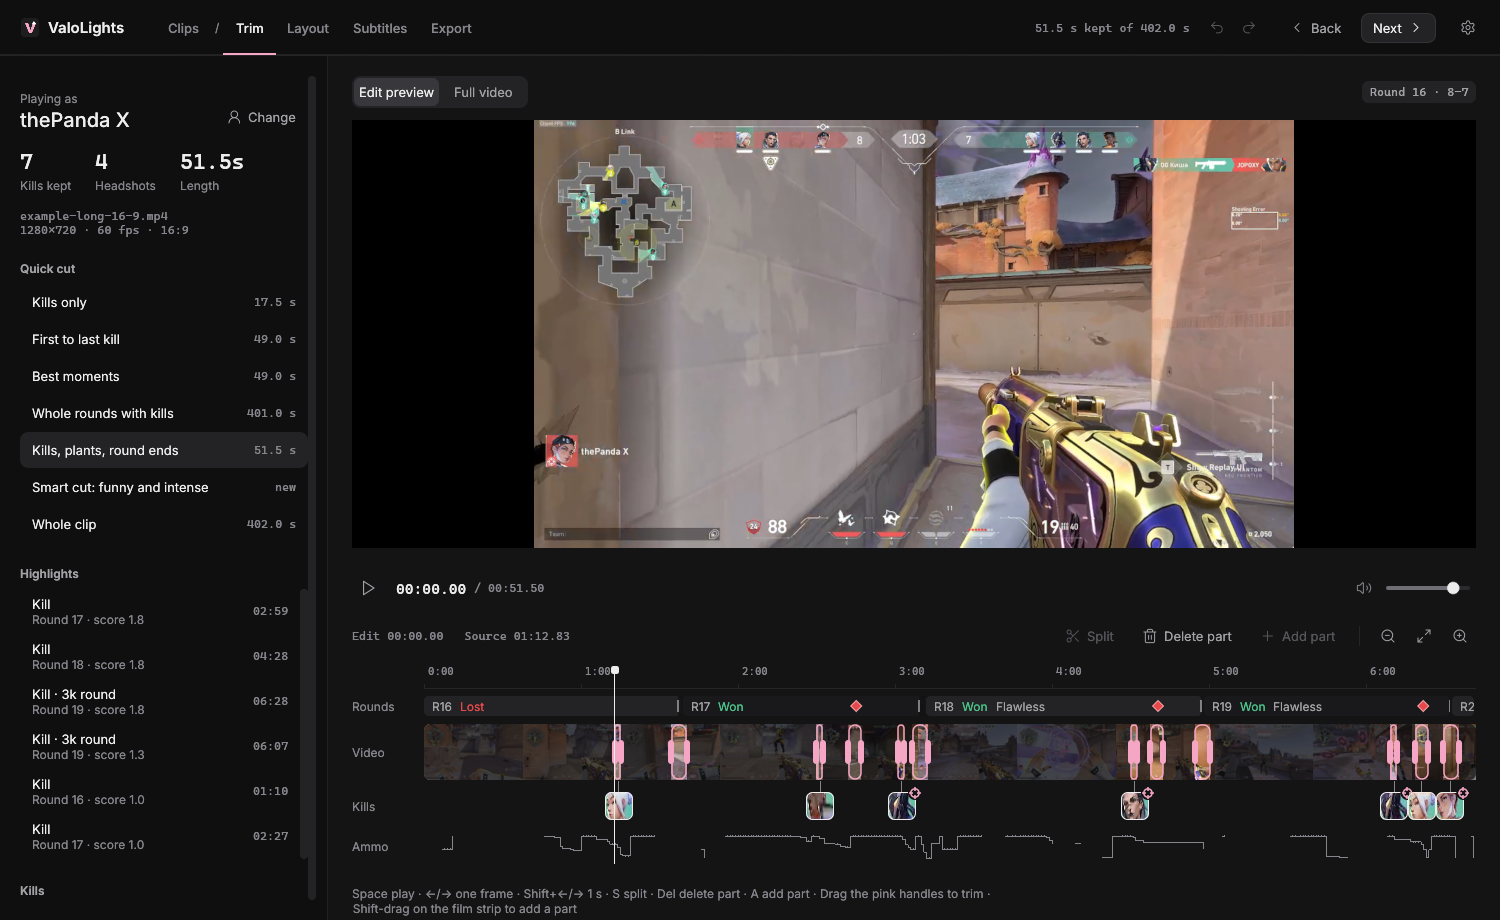 ValoLights
Clips / Trim Layout Subtitles Export
51.5 s kept of 402.0 s
Back
Next
Playing as
thePanda X
Change
7 4 51.5s
Kills kept Headshots Length
example-long-16-9.mp4
1280×720 · 60 fps · 16:9
Quick cut
Kills only 17.5 s
First to last kill 49.0 s
Best moments 49.0 s
Whole rounds with kills 401.0 s
Kills, plants, round ends 51.5 s
Smart cut: funny and intense new
Whole clip 402.0 s
Highlights
Kill
Round 17 · score 1.8
02:59
Kill
Round 18 · score 1.8
04:28
Kill · 3k round
Round 19 · score 1.8
06:28
Kill · 3k round
Round 19 · score 1.3
06:07
Kill
Round 16 · score 1.0
01:10
Kill
Round 17 · score 1.0
02:27
Kills
Edit preview Full video
Round 16 · 8–7
B Link
8 1:03 7
JOPOXY
Shooting Error
A
thePanda X
T
Team:
24 88
19 40
2,050
00:00.00 / 00:51.50
Edit 00:00.00 Source 01:12.83
Split Delete part Add part
0:00 1:00 2:00 3:00 4:00 5:00 6:00
Rounds R16 Lost R17 Won R18 Won Flawless R19 Won Flawless R2
Video
Kills
Ammo
Space play · ←/→ one frame · Shift+←/→ 1 s · S split · Del delete part · A add part · Drag the pink handles to trim ·
Shift-drag on the film strip to add a part